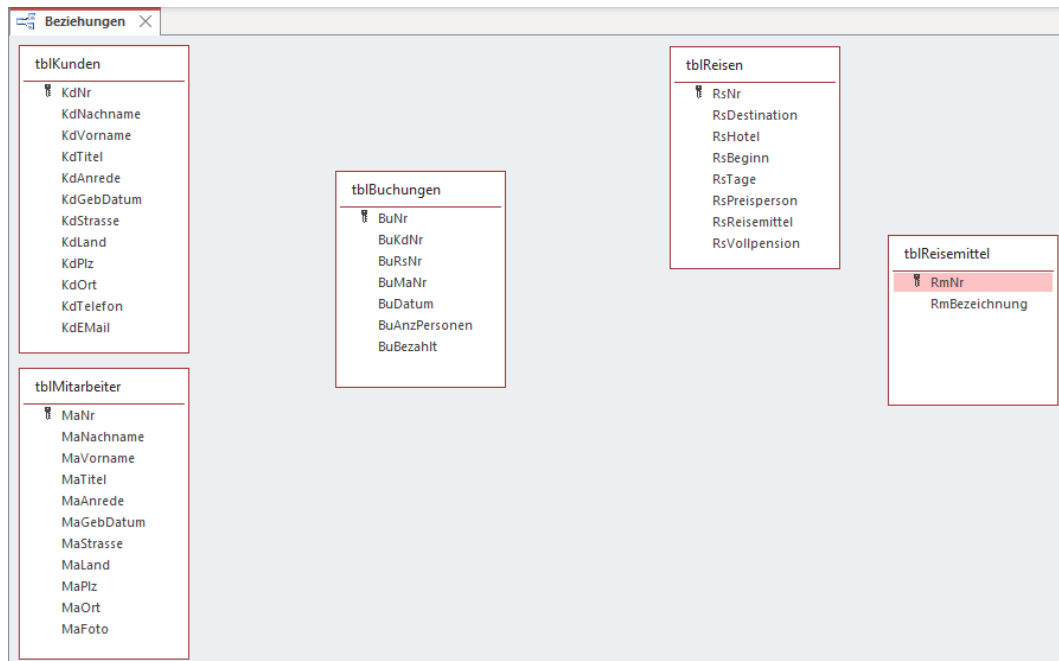 Beziehungen
tblKunden
KdNr
KdNachname
KdVorname
KdTitel
KdAnrede
KdGebDatum
KdStrasse
KdLand
KdPlz
KdOrt
KdTelefon
KdEMail
tblMitarbeiter
MaNr
MaNachname
MaVorname
MaTitel
MaAnrede
MaGebDatum
MaStrasse
MaLand
MaPlz
MaOrt
MaFoto
tblBuchungen
BuNr
BuKdNr
BuRsNr
BuMaNr
BuDatum
BuAnzPersonen
BuBezahlt
tblReisen
RsNr
RsDestination
RsHotel
RsBeginn
RsTage
RsPreisperson
RsReisemittel
RsVollpension
tblReisemittel
RmNr
RmBezeichnung